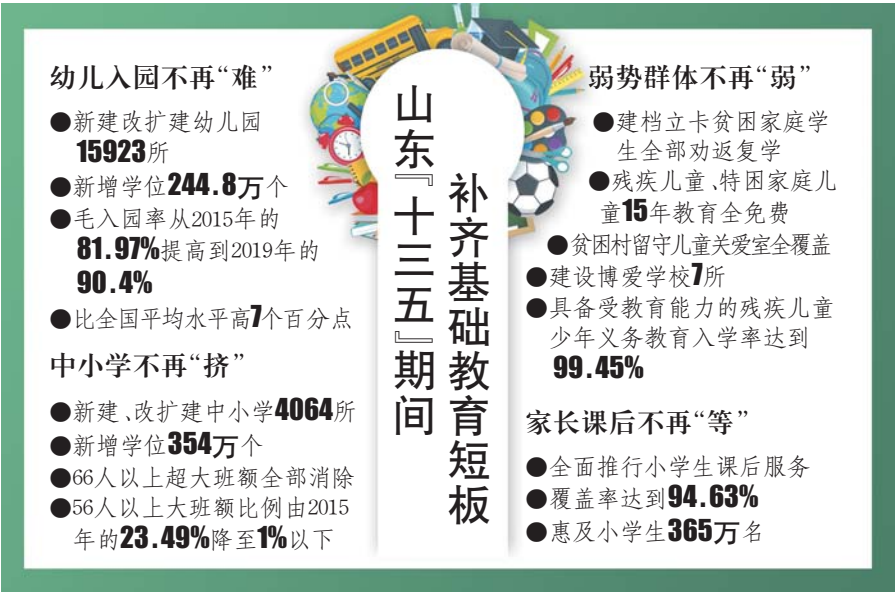 山东『十三五』期间
补齐基础教育短板
幼儿入园不再“难”
●新建改扩建幼儿园
15923所
●新增学位244.8万个
●毛入园率从2015年的
81.97%提高到2019年的
90.4%
●比全国平均水平高7个百分点
中小学不再“挤”
●新建、改扩建中小学4064所
●新增学位354万个
●66人以上超大班额全部消除
●56人以上大班额比例由2015
年的23.49%降至1%以下
弱势群体不再“弱”
●建档立卡贫困家庭学
生全部劝返复学
●残疾儿童、特困家庭儿
童15年教育全免费
●贫困村留守儿童关爱室全覆盖
●建设博爱学校7所
●具备受教育能力的残疾儿童
少年义务教育入学率达到
99.45%
家长课后不再“等”
●全面推行小学生课后服务
●覆盖率达到94.63%
●惠及小学生365万名